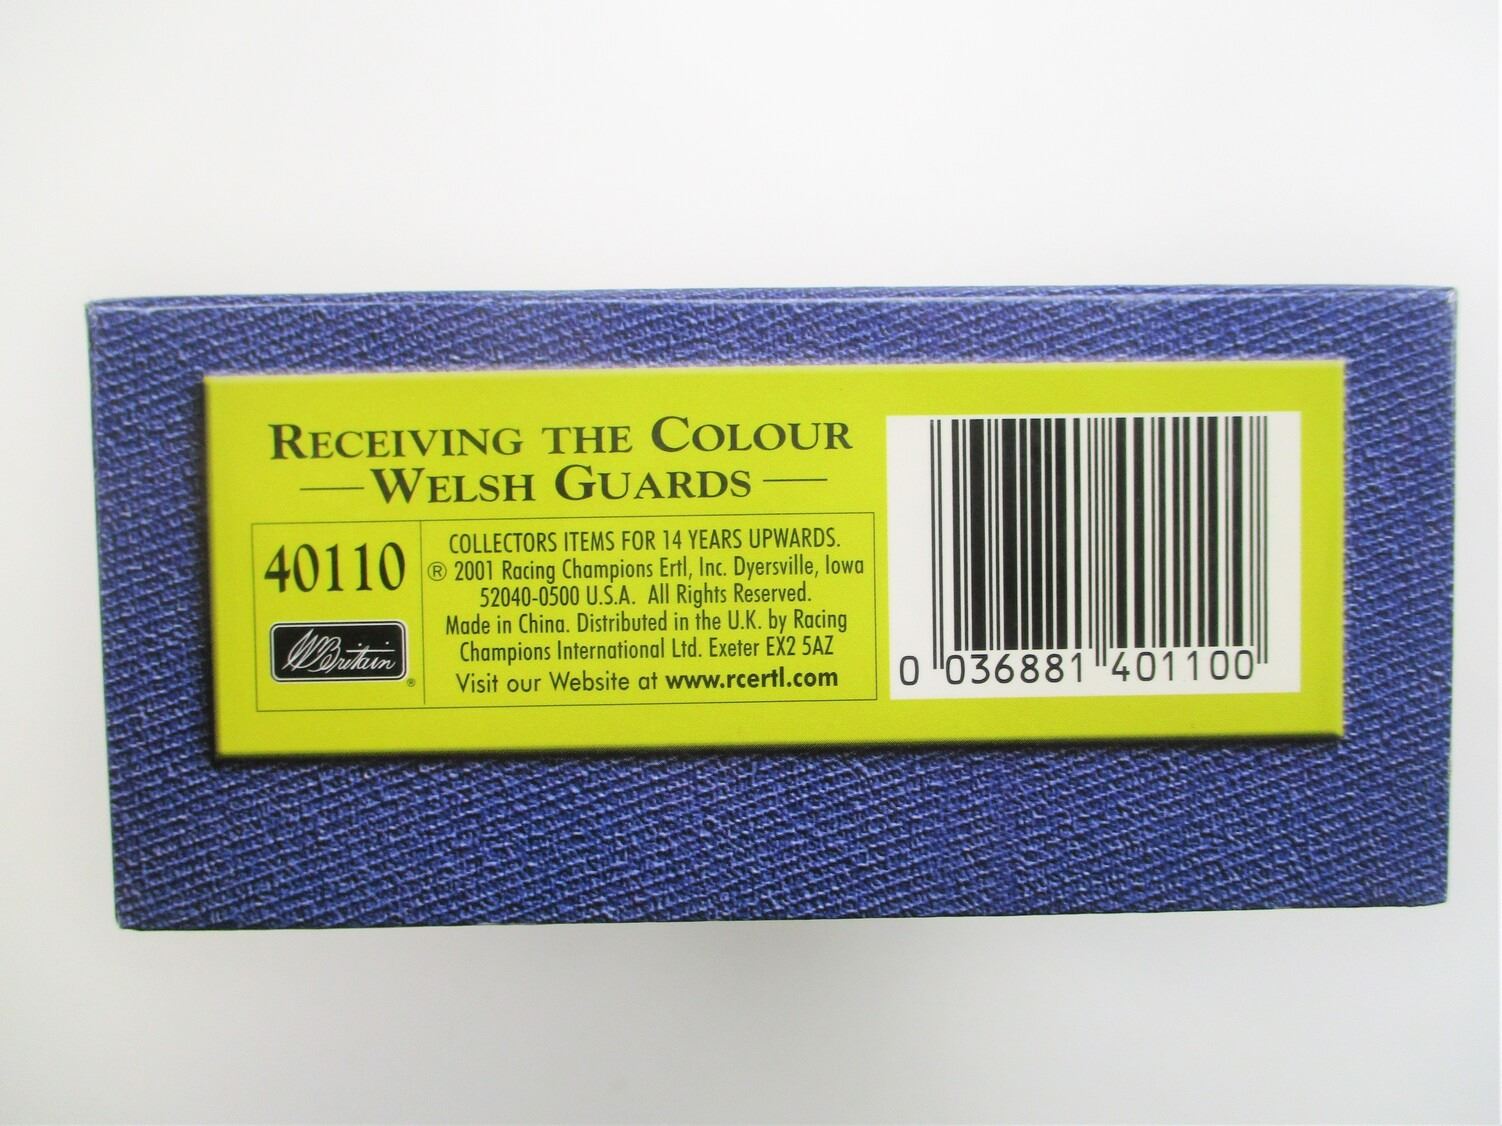 RECEIVING THE COLOUR
WELSH GUARDS
40110
WBritain
®
COLLECTORS ITEMS FOR 14 YEARS UPWARDS.
® 2001 Racing Champions Ertl, Inc. Dyersville, Iowa
52040-0500 U.S.A. All Rights Reserved.
Made in China. Distributed in the U.K. by Racing
Champions International Ltd. Exeter EX2 5AZ
Visit our Website at www.rcertl.com
0 036881 401100